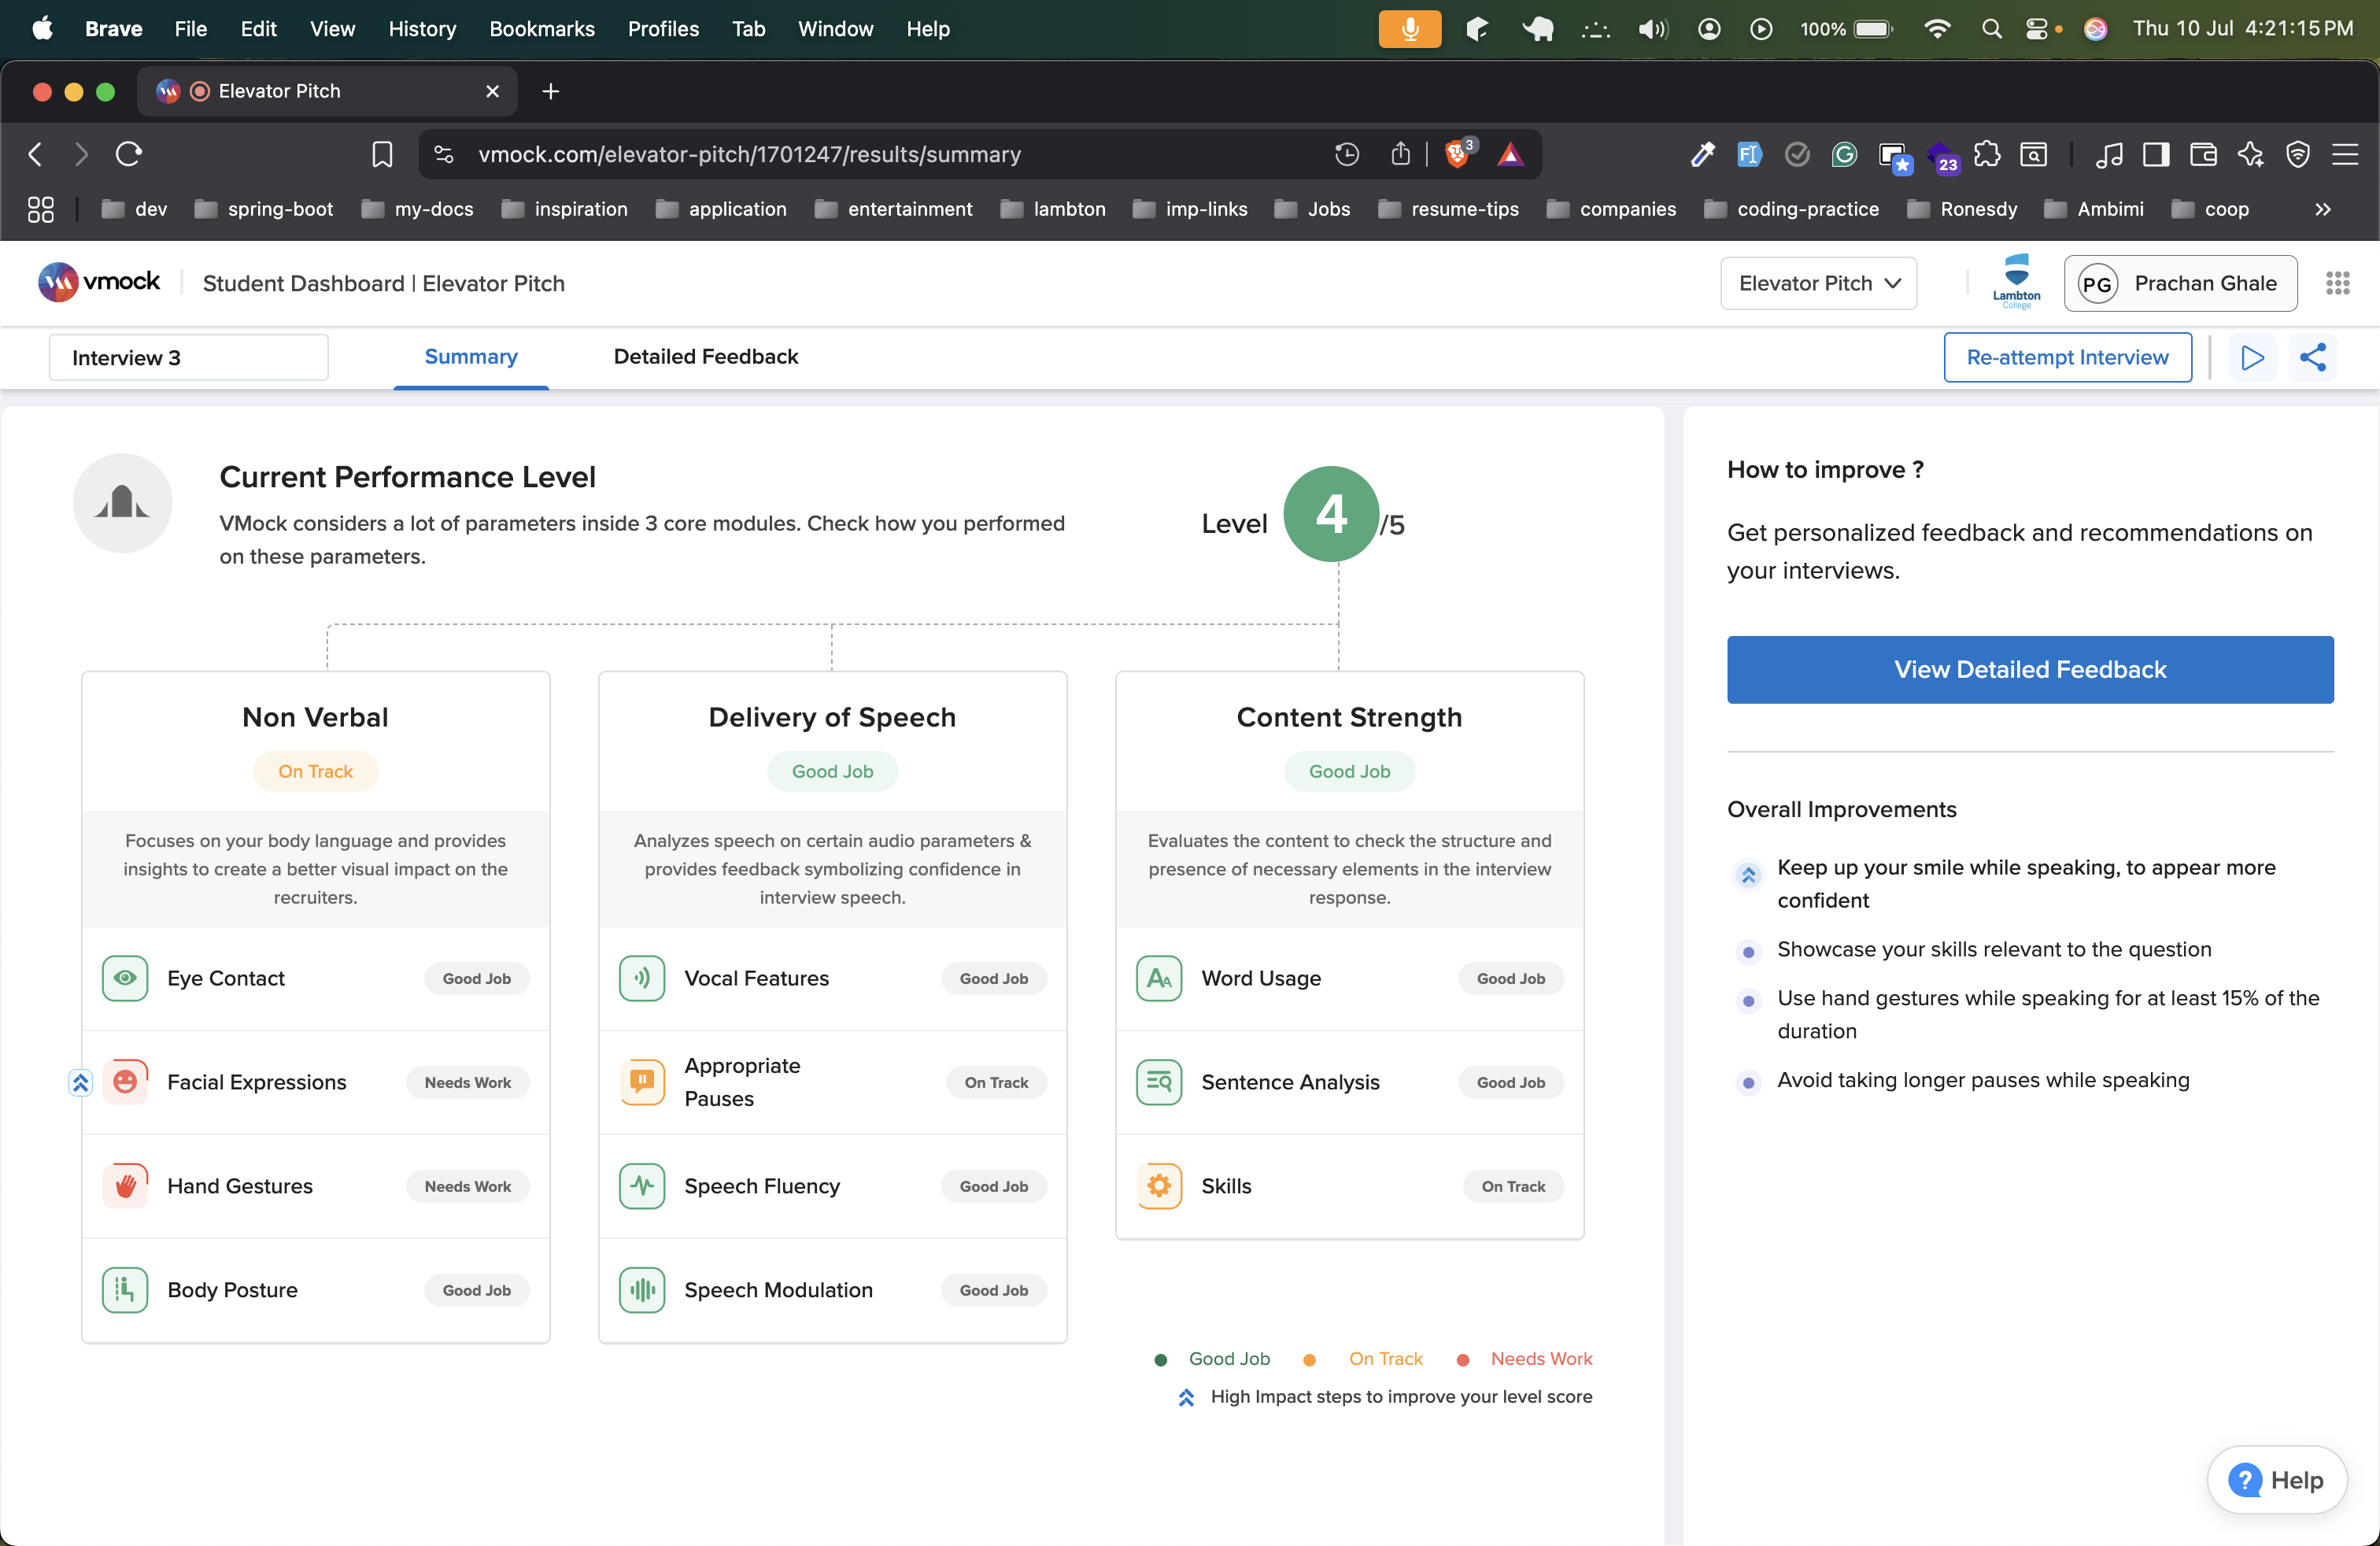 Brave File Edit View History Bookmarks Profiles Tab Window Help 100% Thu 10 Jul 4:21:15 PM
Elevator Pitch
vmock.com/elevator-pitch/1701247/results/summary 3 23
dev spring-boot my-docs inspiration application entertainment lambton imp-links Jobs resume-tips companies coding-practice Ronesdy Ambimi coop
vmock Student Dashboard | Elevator Pitch Elevator Pitch Lambton College PG Prachan Ghale
Interview 3 Summary Detailed Feedback Re-attempt Interview
Current Performance Level
VMock considers a lot of parameters inside 3 core modules. Check how you performed
on these parameters.
Level 4 /5
Non Verbal
On Track
Focuses on your body language and provides
insights to create a better visual impact on the
recruiters.
Eye Contact Good Job
Facial Expressions Needs Work
Hand Gestures Needs Work
Body Posture Good Job
Delivery of Speech
Good Job
Analyzes speech on certain audio parameters &
provides feedback symbolizing confidence in
interview speech.
Vocal Features Good Job
Appropriate
Pauses On Track
Speech Fluency Good Job
Speech Modulation Good Job
Content Strength
Good Job
Evaluates the content to check the structure and
presence of necessary elements in the interview
response.
Word Usage Good Job
Sentence Analysis Good Job
Skills On Track
Good Job On Track Needs Work
High Impact steps to improve your level score
How to improve ?
Get personalized feedback and recommendations on
your interviews.
View Detailed Feedback
Overall Improvements
Keep up your smile while speaking, to appear more
confident
Showcase your skills relevant to the question
Use hand gestures while speaking for at least 15% of the
duration
Avoid taking longer pauses while speaking
? Help